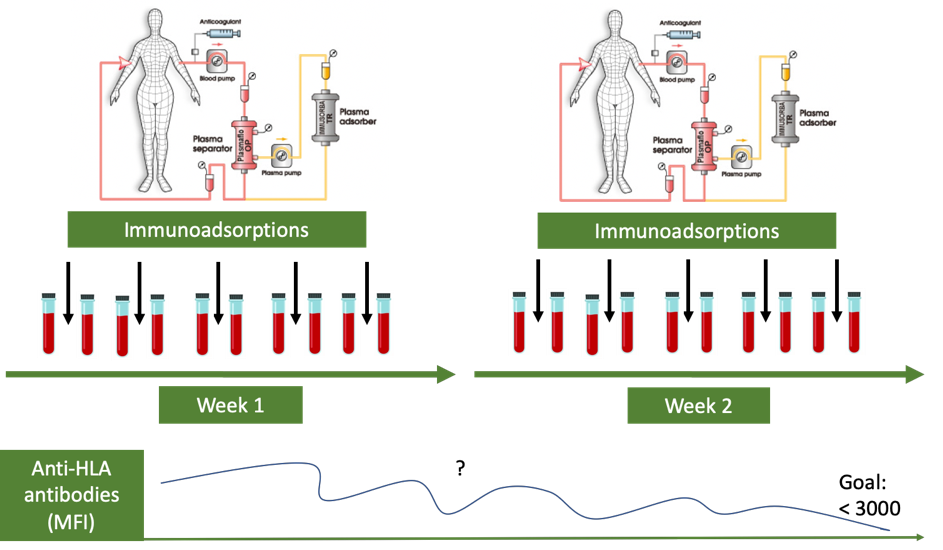 Anticoagulant
Blood pump
Plasma
separator
Plasmaflo
OP
Plasma pump
IMMUSORBA
TR
Plasma
adsorber
Immunoadsorptions
Anticoagulant
Blood pump
Plasma
separator
Plasmaflo
OP
Plasma pump
IMMUSORBA
TR
Plasma
adsorber
Immunoadsorptions
Week 1
Week 2
Anti-HLA
antibodies
(MFI)
?
Goal:
< 3000